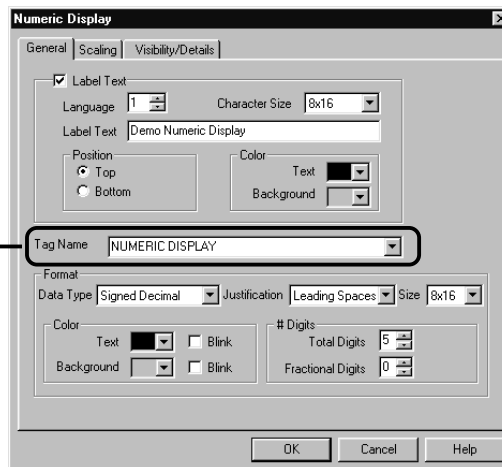 Numeric Display
General Scaling Visibility/Details
Label Text
Language 1 Character Size 8x16
Label Text Demo Numeric Display
Position Color
Top Text
Bottom Background
Tag Name NUMERIC DISPLAY
Format
Data Type Signed Decimal Justification Leading Spaces Size 8x16
Color # Digits
Text Blink Total Digits 5
Background Blink Fractional Digits 0
OK Cancel Help